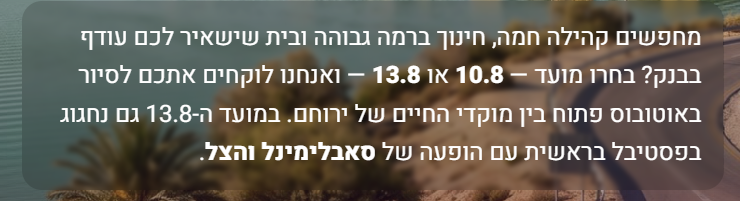 מחפשים קהילה חמה, חינוך ברמה גבוהה ובית שישאיר לכם עודף
בבנק? בחרו מועד – 10.8 או 13.8 – ואנחנו לוקחים אתכם לסיור
באוטובוס פתוח בין מוקדי החיים של ירוחם. במועד ה-13.8 גם נחגוג
בפסטיבל בראשית עם הופעה של סאבלימינל והצל.